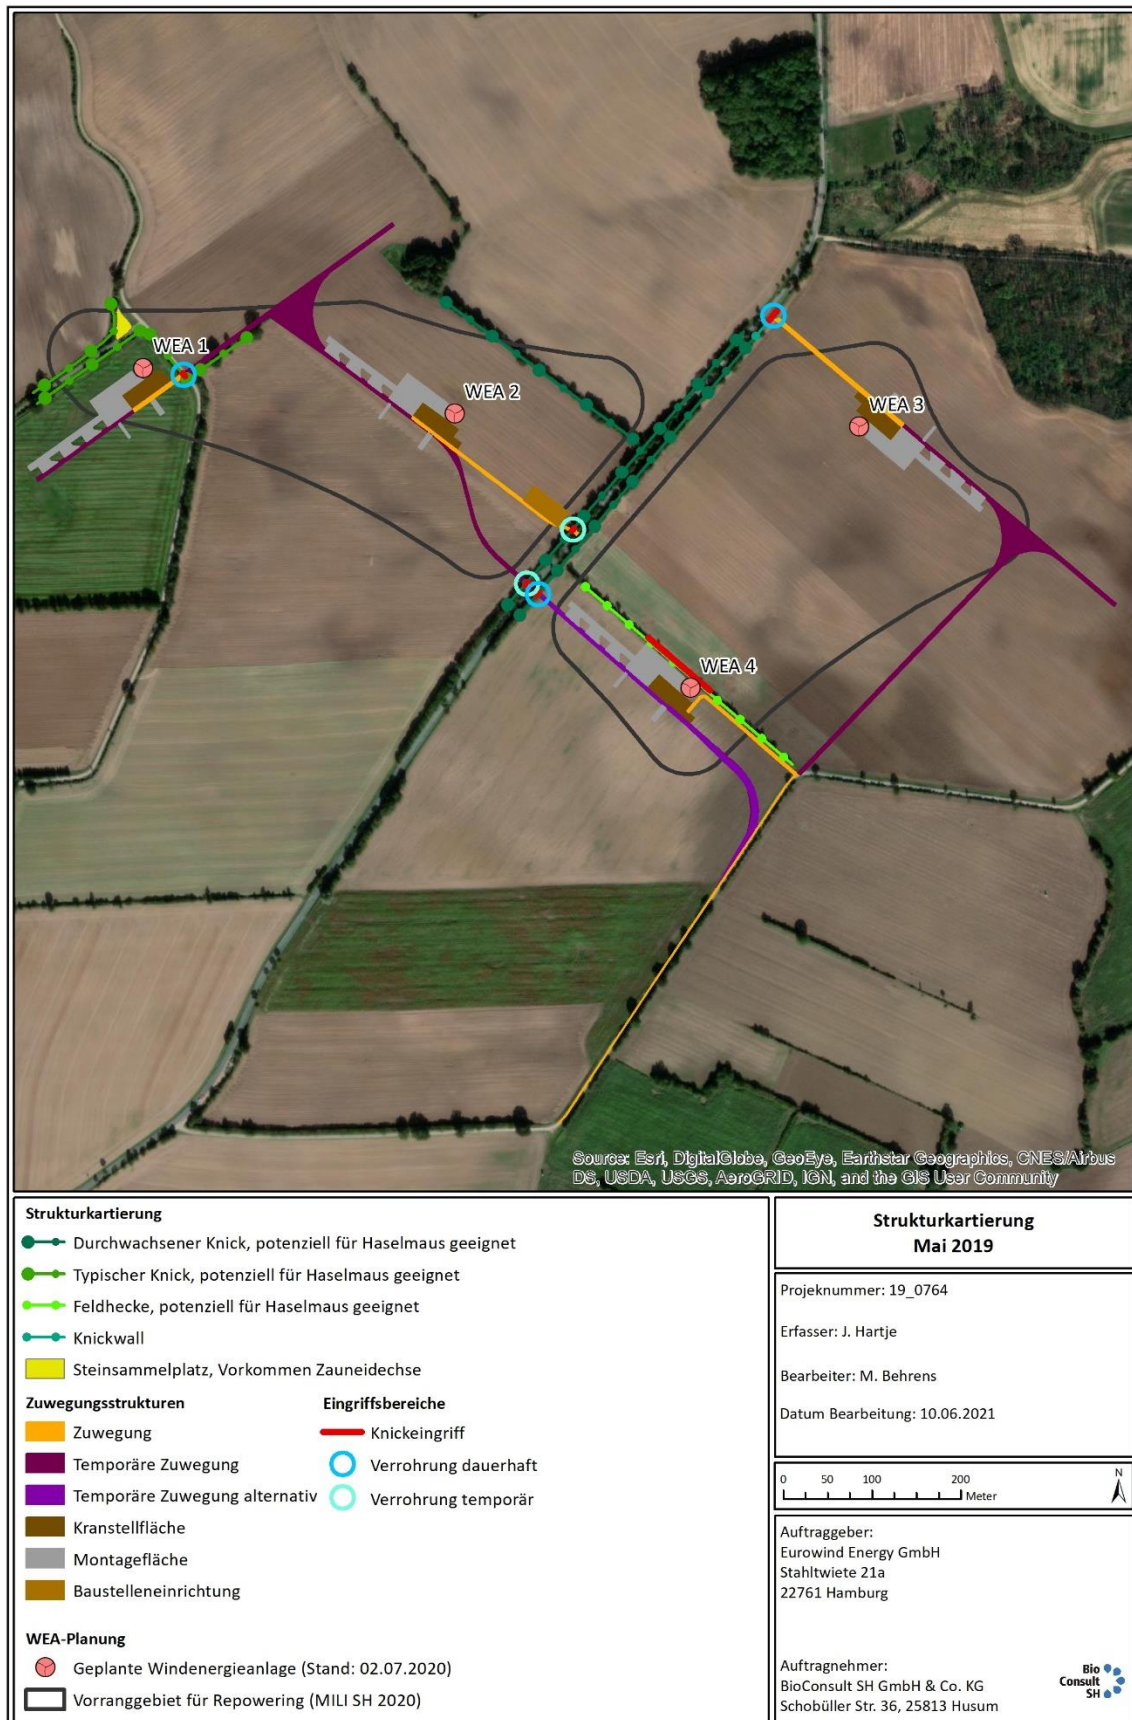 WEA 1
WEA 2
WEA 3
WEA 4
Source: Esri, DigitalGlobe, GeoEye, Earthstar Geographics, CNES/Airbus
DS, USDA, USGS, AeroGRID, IGN, and the GIS User Community
Strukturkartierung
Durchwachsener Knick, potenziell für Haselmaus geeignet
Typischer Knick, potenziell für Haselmaus geeignet
Feldhecke, potenziell für Haselmaus geeignet
Knickwall
Steinsammelplatz, Vorkommen Zauneidechse
Zuwegungsstrukturen
Zuwegung
Temporäre Zuwegung
Temporäre Zuwegung alternativ
Kranstellfläche
Montagefläche
Baustelleneinrichtung
Eingriffsbereiche
Knickeingriff
Verrohrung dauerhaft
Verrohrung temporär
WEA-Planung
Geplante Windenergieanlage (Stand: 02.07.2020)
Vorranggebiet für Repowering (MILI SH 2020)
Strukturkartierung
Mai 2019
Projeknummer: 19_0764
Erfasser: J. Hartje
Bearbeiter: M. Behrens
Datum Bearbeitung: 10.06.2021
0 50 100 200
Meter
N
Auftraggeber:
Eurowind Energy GmbH
Stahltwiete 21a
22761 Hamburg
Auftragnehmer:
BioConsult SH GmbH & Co. KG
Schobüller Str. 36, 25813 Husum
Bio
Consult
SH